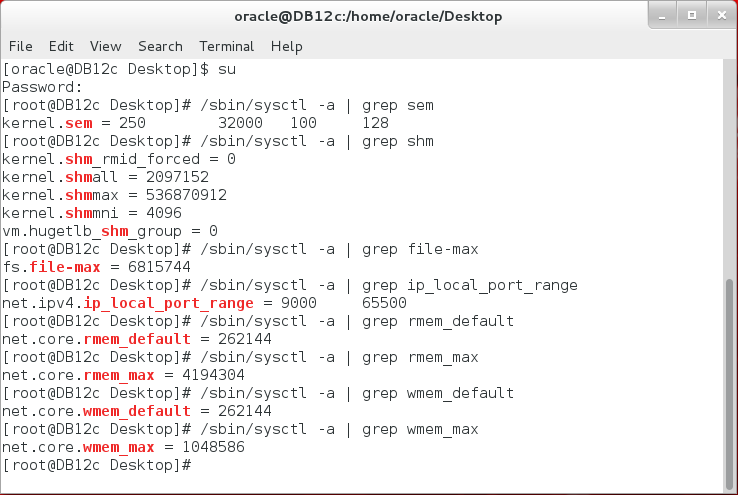 oracle@DB12c:/home/oracle/Desktop
File Edit View Search Terminal Help
[oracle@DB12c Desktop]$ su
Password:
[root@DB12c Desktop]# /sbin/sysctl -a | grep sem
kernel.sem = 250        32000   100     128
[root@DB12c Desktop]# /sbin/sysctl -a | grep shm
kernel.shm_rmid_forced = 0
kernel.shmall = 2097152
kernel.shmmax = 536870912
kernel.shmmni = 4096
vm.hugetlb_shm_group = 0
[root@DB12c Desktop]# /sbin/sysctl -a | grep file-max
fs.file-max = 6815744
[root@DB12c Desktop]# /sbin/sysctl -a | grep ip_local_port_range
net.ipv4.ip_local_port_range = 9000     65500
[root@DB12c Desktop]# /sbin/sysctl -a | grep rmem_default
net.core.rmem_default = 262144
[root@DB12c Desktop]# /sbin/sysctl -a | grep rmem_max
net.core.rmem_max = 4194304
[root@DB12c Desktop]# /sbin/sysctl -a | grep wmem_default
net.core.wmem_default = 262144
[root@DB12c Desktop]# /sbin/sysctl -a | grep wmem_max
net.core.wmem_max = 1048586
[root@DB12c Desktop]#